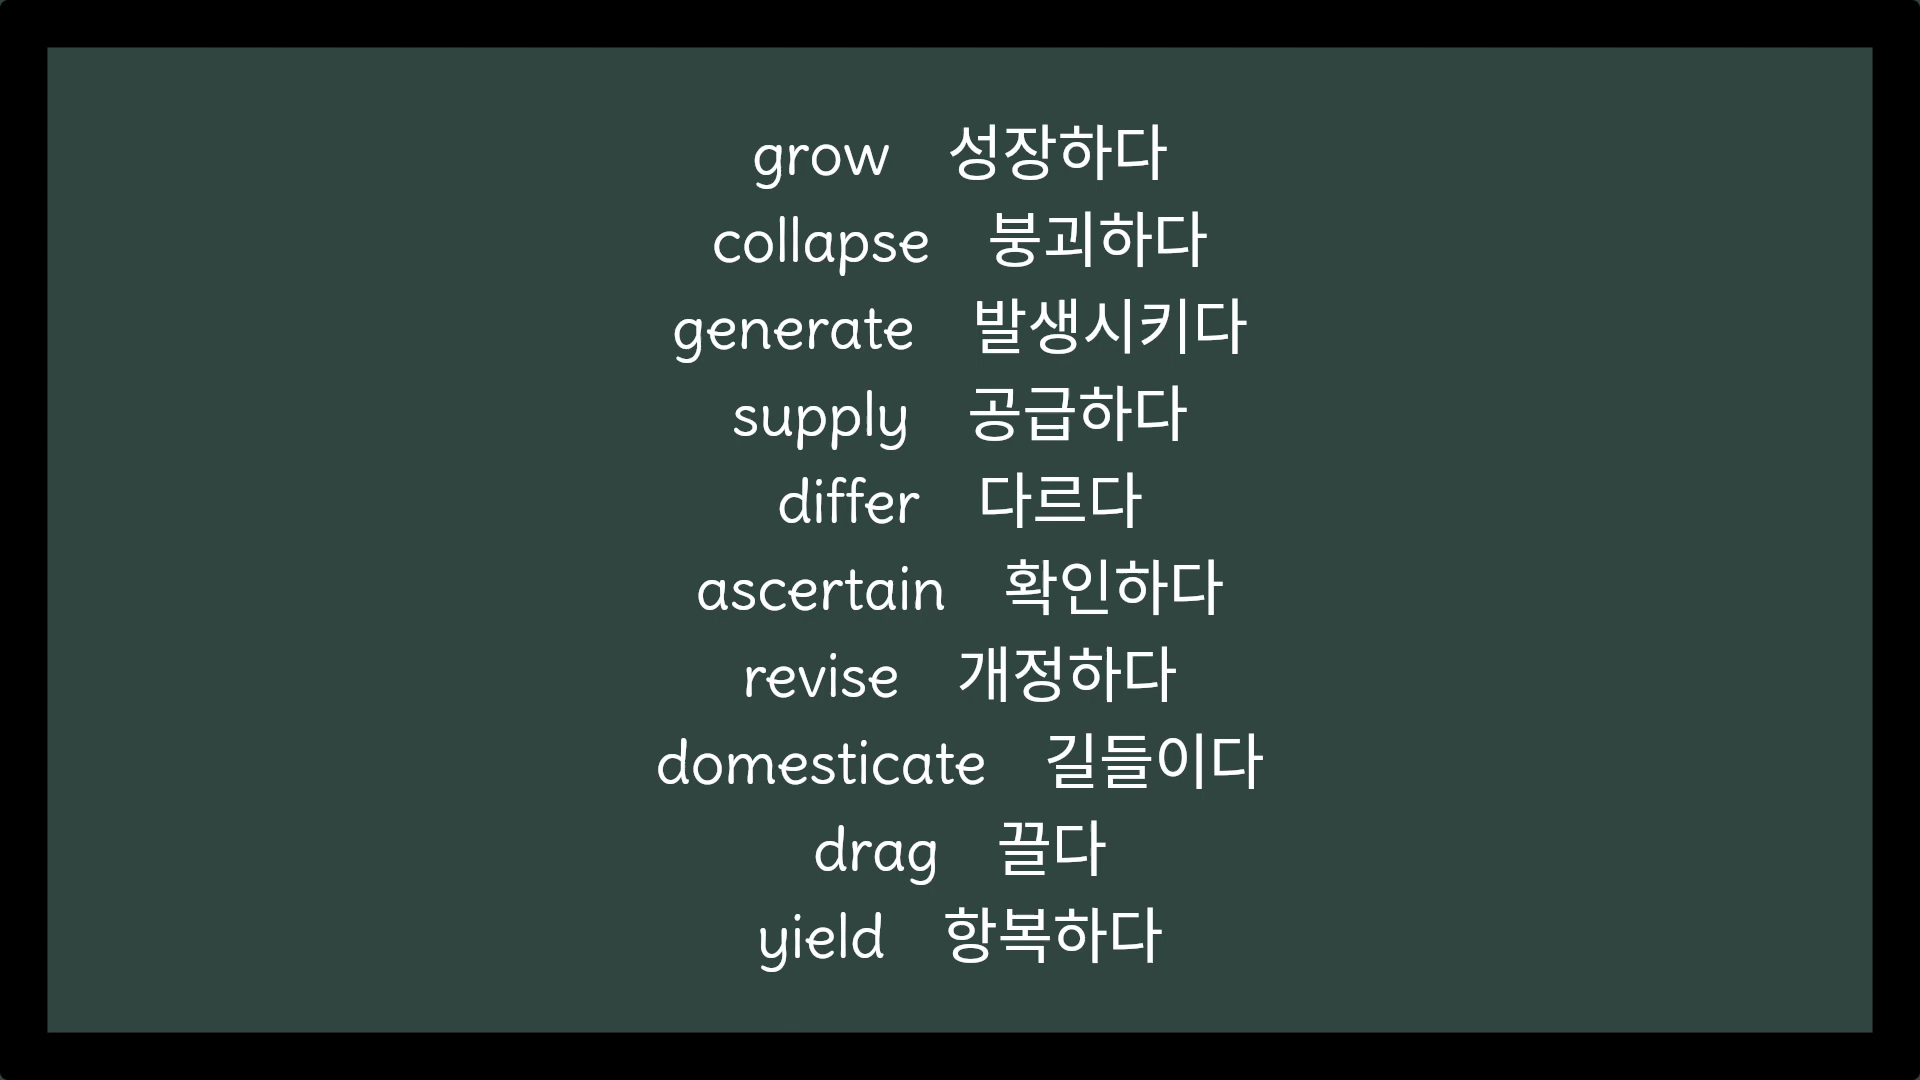 grow 성장하다
collapse 붕괴하다
generate 발생시키다
supply 공급하다
differ 다르다
ascertain 확인하다
revise 개정하다
domesticate 길들이다
drag 끌다
yield 항복하다